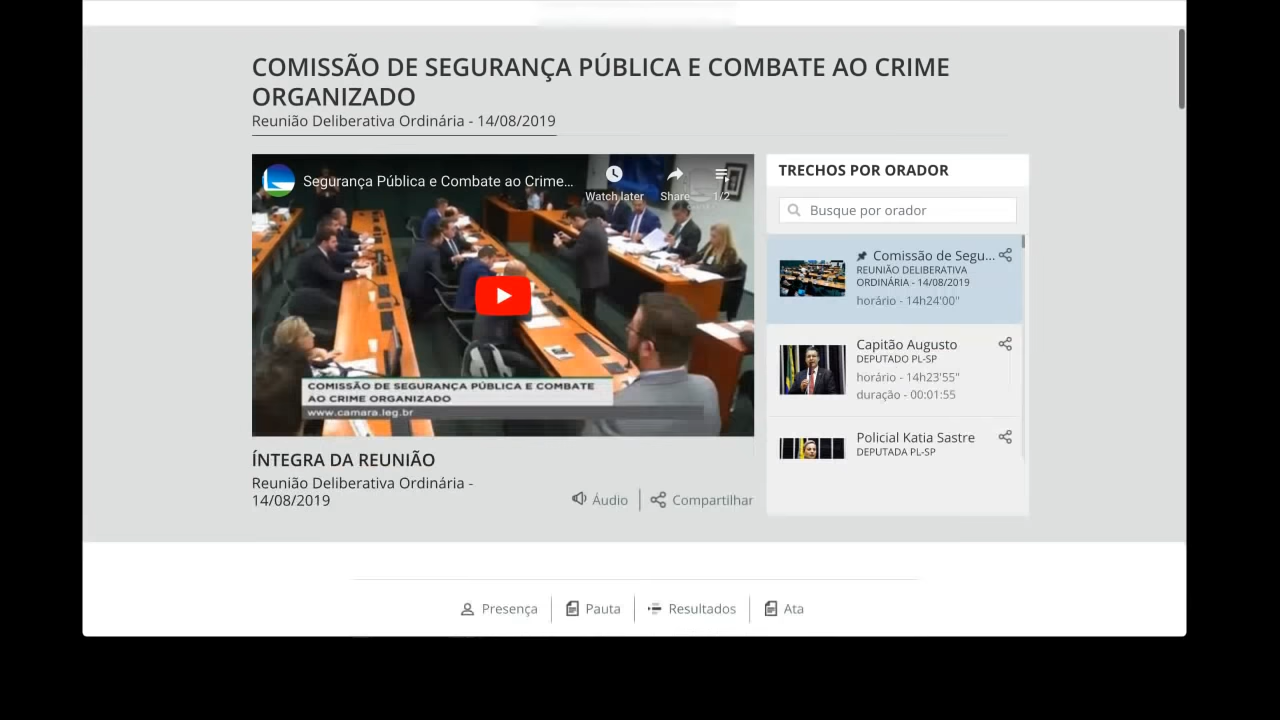 COMISSÃO DE SEGURANÇA PÚBLICA E COMBATE AO CRIME
ORGANIZADO
Reunião Deliberativa Ordinária - 14/08/2019
Segurança Pública e Combate ao Crime...
Watch later
Share
1/2
COMISSÃO DE SEGURANÇA PÚBLICA E COMBATE
AO CRIME ORGANIZADO
www.camara.leg.br
ÍNTEGRA DA REUNIÃO
Reunião Deliberativa Ordinária -
14/08/2019
Áudio
Compartilhar
TRECHOS POR ORADOR
Busque por orador
Comissão de Segu...
REUNIÃO DELIBERATIVA
ORDINÁRIA - 14/08/2019
horário - 14h24'00"
Capitão Augusto
DEPUTADO PL-SP
horário - 14h23'55"
duração - 00:01:55
Policial Katia Sastre
DEPUTADA PL-SP
Presença
Pauta
Resultados
Ata